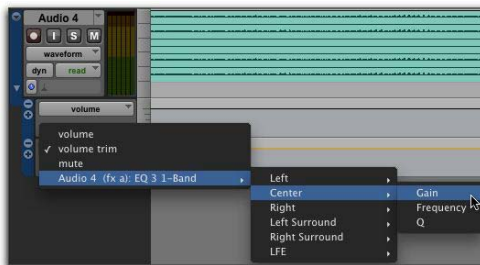 Audio 4
I S M
waveform
dyn read
volume
volume
✓ volume trim
mute
Audio 4 (fx a): EQ 3 1-Band
Left
Center
Right
Left Surround
Right Surround
LFE
Gain
Frequency
Q